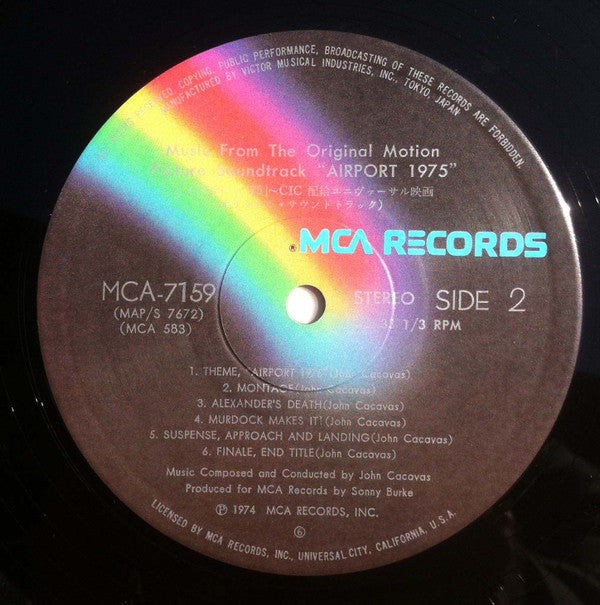 COPYING, PUBLIC PERFORMANCE, BROADCASTING OF THESE RECORDS ARE FORBIDDEN.
MANUFACTURED BY VICTOR MUSICAL INDUSTRIES, INC., TOKYO, JAPAN
Music From The Original Motion
Picture Soundtrack "AIRPORT 1975"
〜CIC 配給ユニヴァーサル映画
サウンドトラック)
MCA RECORDS
MCA-7159
(MAP/S 7672)
(MCA 583)
STEREO SIDE 2
1/3 RPM
1. THEME, "AIRPORT 1975" (John Cacavas)
2. MONTAGE(John Cacavas)
3. ALEXANDER'S DEATH(John Cacavas)
4. MURDOCK MAKES IT!(John Cacavas)
5. SUSPENSE, APPROACH AND LANDING(John Cacavas)
6. FINALE, END TITLE(John Cacavas)
Music Composed and Conducted by John Cacavas
Produced for MCA Records by Sonny Burke
Ⓟ 1974 MCA RECORDS, INC.
⑥
LICENSED BY MCA RECORDS, INC., UNIVERSAL CITY, CALIFORNIA, U.S.A.